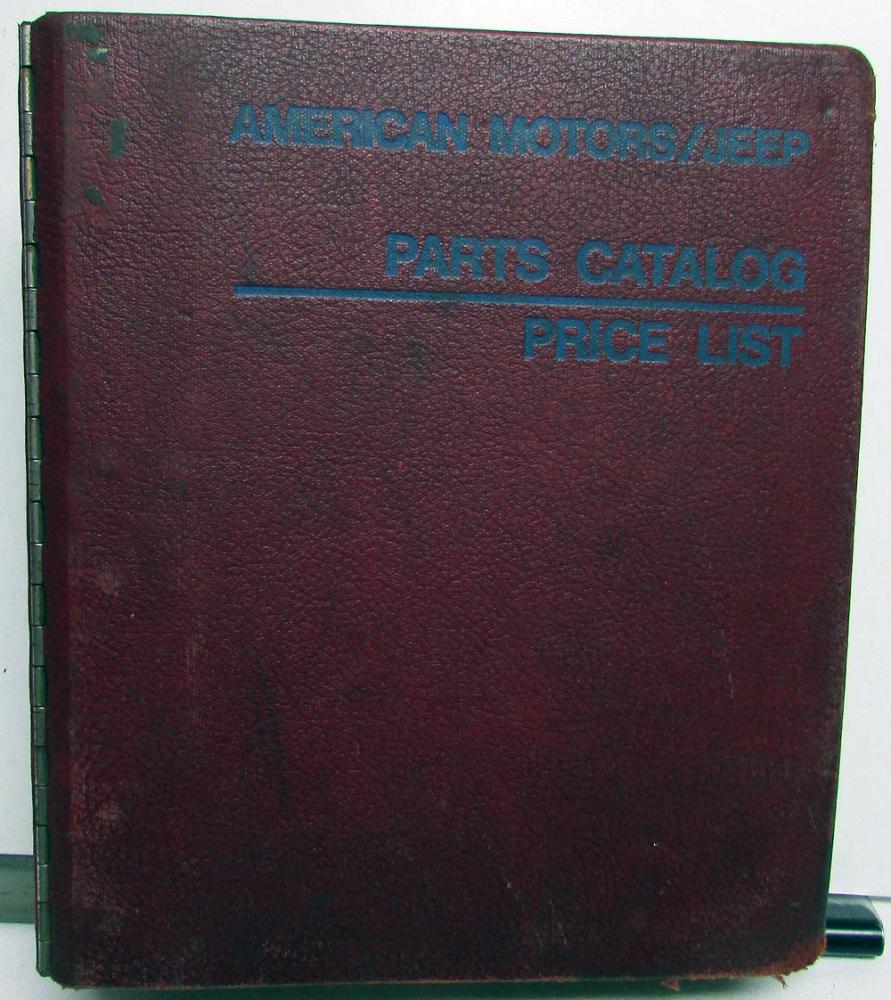 AMERICAN MOTORS/JEEP
PARTS CATALOG
PRICE LIST